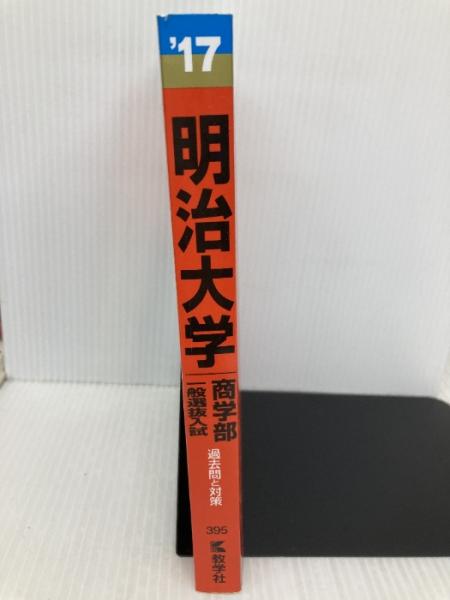 '17
明治大学
商学部
一般選抜入試
過去問と対策
395
教学社